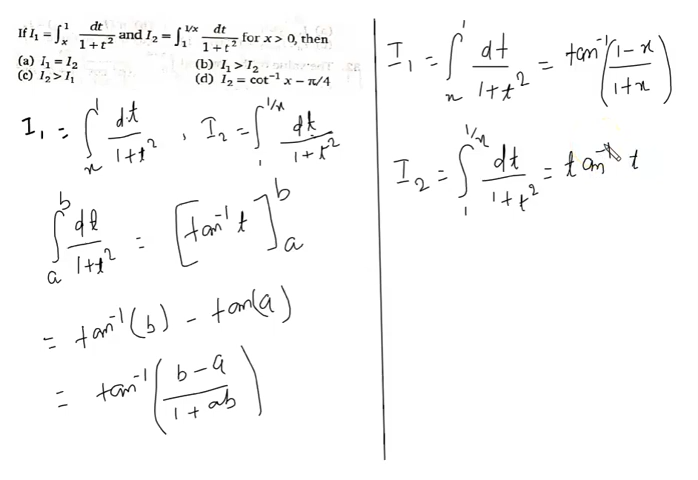 If I₁ = ∫ₓ¹ dt/(1+t²) and I₂ = ∫₁^(1/x) dt/(1+t²) for x > 0, then
(a) I₁ = I₂ (b) I₁ > I₂
(c) I₂ > I₁ (d) I₂ = cot⁻¹ x − π/4
I₁ = ∫ₓ¹ dt/(1+t²) , I₂ = ∫₁^(1/x) dt/(1+t²)
∫ₐᵇ dt/(1+t²) = [tan⁻¹ t]ₐᵇ
= tan⁻¹(b) − tan(a)
= tan⁻¹((b−a)/(1+ab))
I₁ = ∫ₓ¹ dt/(1+t²) = tan⁻¹((1−x)/(1+x))
I₂ = ∫₁^(1/x) dt/(1+t²) = tan⁻¹ t